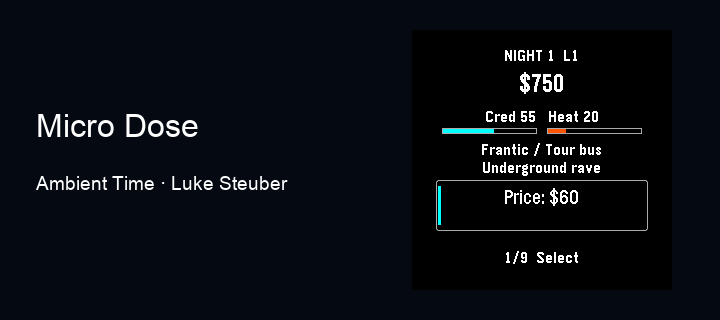 Micro Dose
Ambient Time · Luke Steuber
NIGHT 1 L1
$750
Cred 55 Heat 20
Frantic / Tour bus
Underground rave
Price: $60
1/9 Select